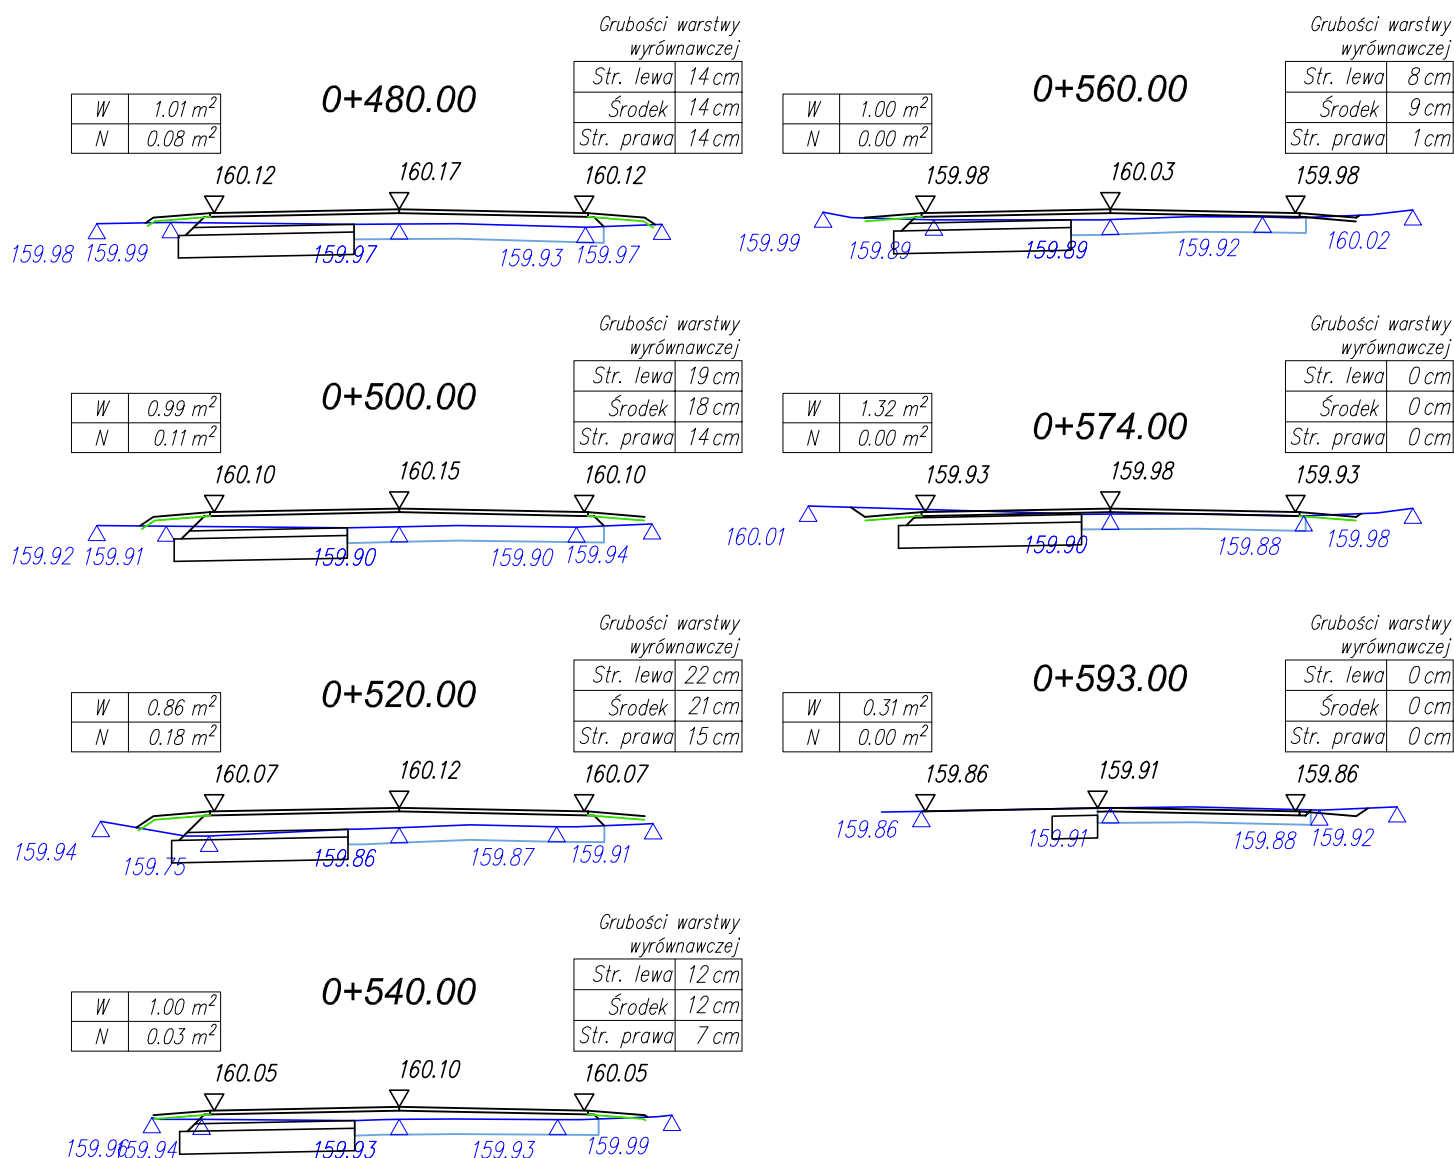 Grubości warstwy
wyrównawczej
Str. lewa 14 cm
Środek 14 cm
Str. prawa 14 cm
0+480.00
W 1.01 m²
N 0.08 m²
160.12 160.17 160.12
159.98 159.99 159.97 159.93 159.97
Grubości warstwy
wyrównawczej
Str. lewa 19 cm
Środek 18 cm
Str. prawa 14 cm
0+500.00
W 0.99 m²
N 0.11 m²
160.10 160.15 160.10
159.92 159.91 159.90 159.90 159.94
Grubości warstwy
wyrównawczej
Str. lewa 22 cm
Środek 21 cm
Str. prawa 15 cm
0+520.00
W 0.86 m²
N 0.18 m²
160.07 160.12 160.07
159.94 159.75 159.86 159.87 159.91
Grubości warstwy
wyrównawczej
Str. lewa 12 cm
Środek 12 cm
Str. prawa 7 cm
0+540.00
W 1.00 m²
N 0.03 m²
160.05 160.10 160.05
159.96 159.94 159.93 159.93 159.99
Grubości warstwy
wyrównawczej
Str. lewa 8 cm
Środek 9 cm
Str. prawa 1 cm
0+560.00
W 1.00 m²
N 0.00 m²
159.98 160.03 159.98
159.99 159.89 159.89 159.92 160.02
Grubości warstwy
wyrównawczej
Str. lewa 0 cm
Środek 0 cm
Str. prawa 0 cm
0+574.00
W 1.32 m²
N 0.00 m²
159.93 159.98 159.93
160.01 159.90 159.88 159.98
Grubości warstwy
wyrównawczej
Str. lewa 0 cm
Środek 0 cm
Str. prawa 0 cm
0+593.00
W 0.31 m²
N 0.00 m²
159.86 159.91 159.86
159.86 159.91 159.88 159.92